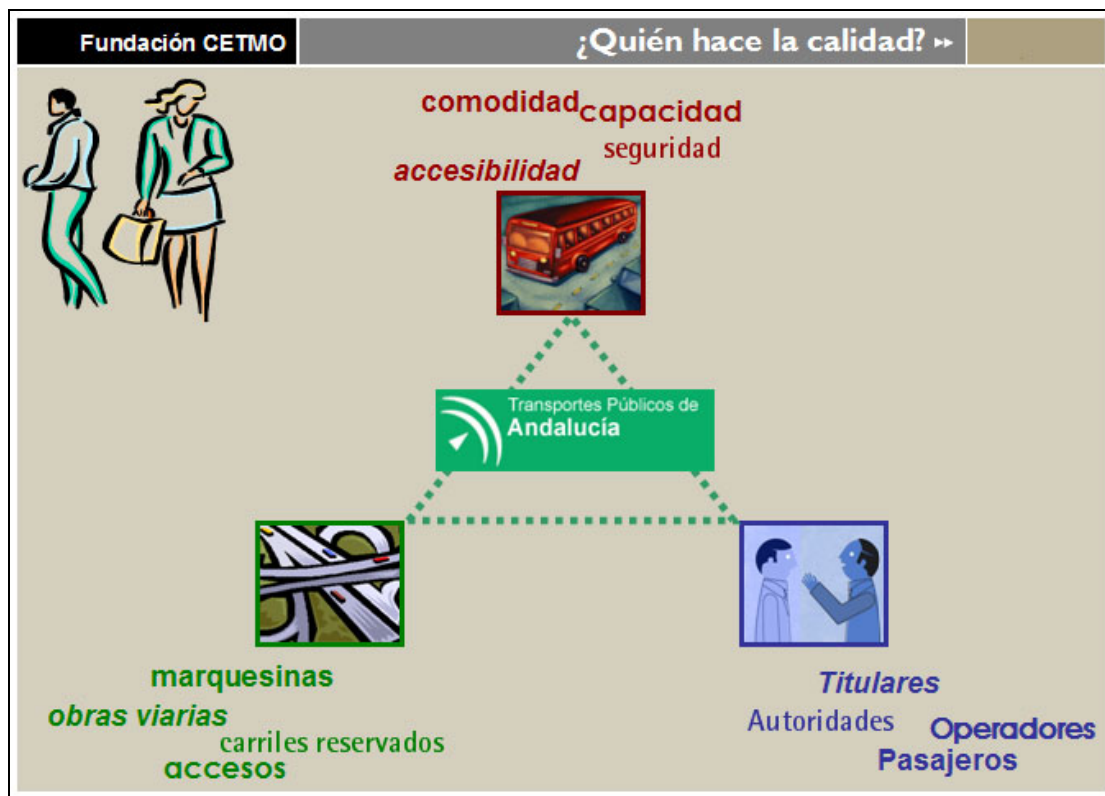 Fundación CETMO
¿Quién hace la calidad?
comodidad
capacidad
seguridad
accesibilidad
Transportes Públicos de
Andalucía
marquesinas
obras viarias
carriles reservados
accesos
Titulares
Autoridades
Operadores
Pasajeros